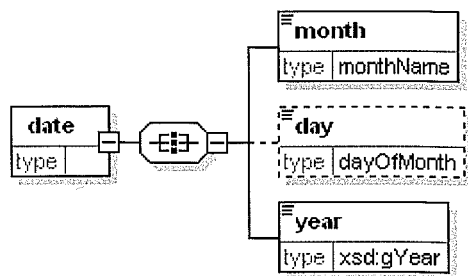 month
type monthName
date
type
day
type dayOfMonth
year
type xsd:gYear